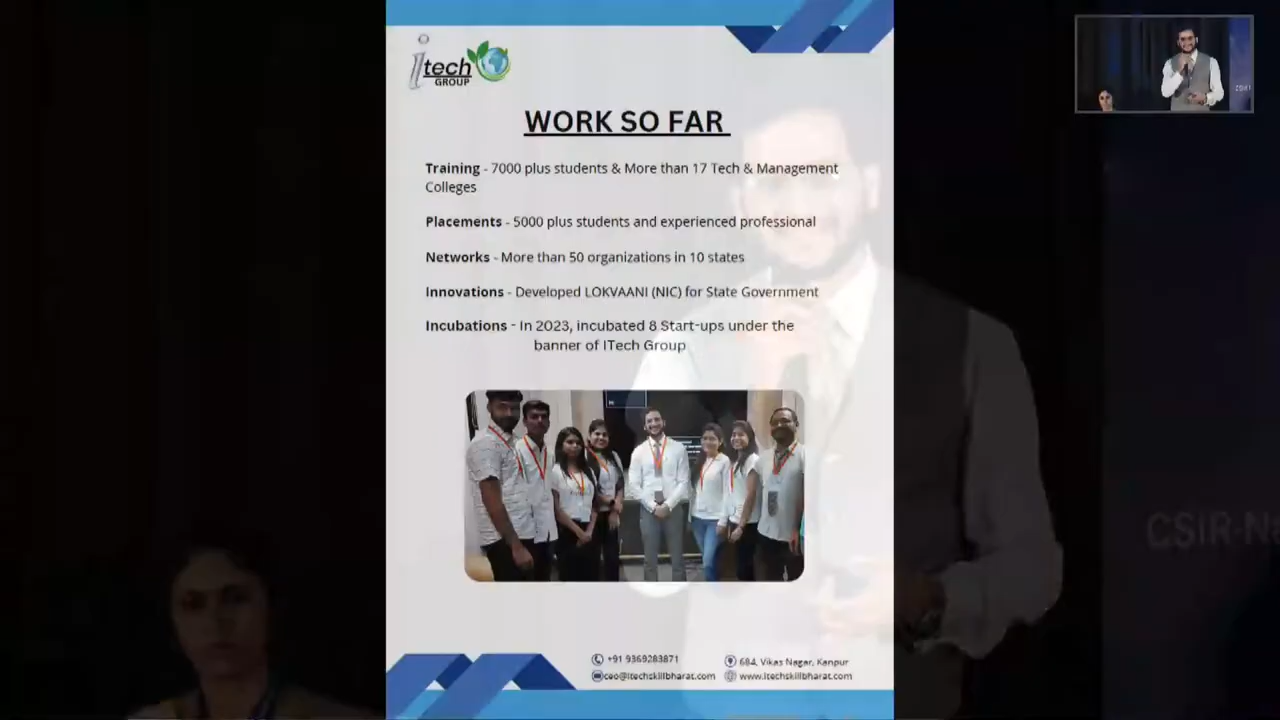 itech
GROUP
WORK SO FAR
Training - 7000 plus students & More than 17 Tech & Management
Colleges
Placements - 5000 plus students and experienced professional
Networks - More than 50 organizations in 10 states
Innovations - Developed LOKVAANI (NIC) for State Government
Incubations - In 2023, incubated 8 Start-ups under the
banner of ITech Group
+91 9369283871
684, Vikas Nagar, Kanpur
ceo@itechskillbharat.com
www.itechskillbharat.com
CSIR-N